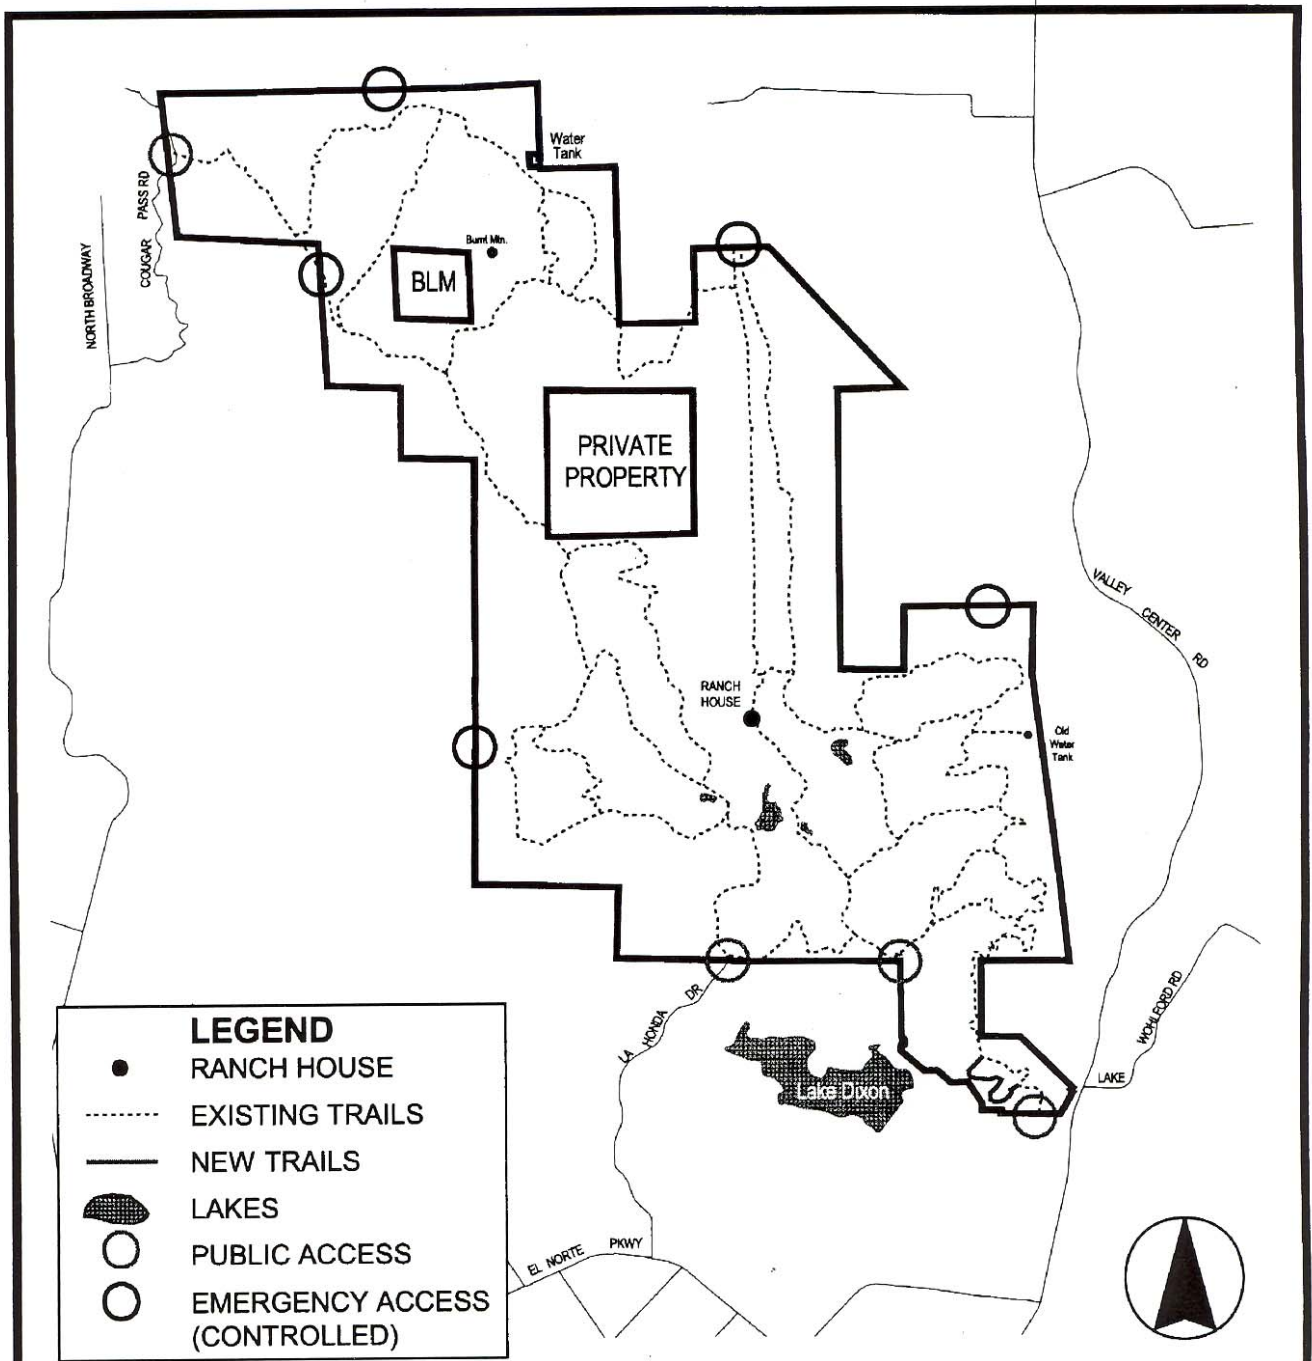 Water
Tank
COUGAR PASS RD
NORTH BROADWAY
Burnt Mtn.
BLM
PRIVATE
PROPERTY
VALLEY CENTER RD
RANCH
HOUSE
Old
Water
Tank
LA HONDA DR
WOHLFORD RD
LAKE
Lake Dixon
EL NORTE PKWY
LEGEND
RANCH HOUSE
EXISTING TRAILS
NEW TRAILS
LAKES
PUBLIC ACCESS
EMERGENCY ACCESS
(CONTROLLED)